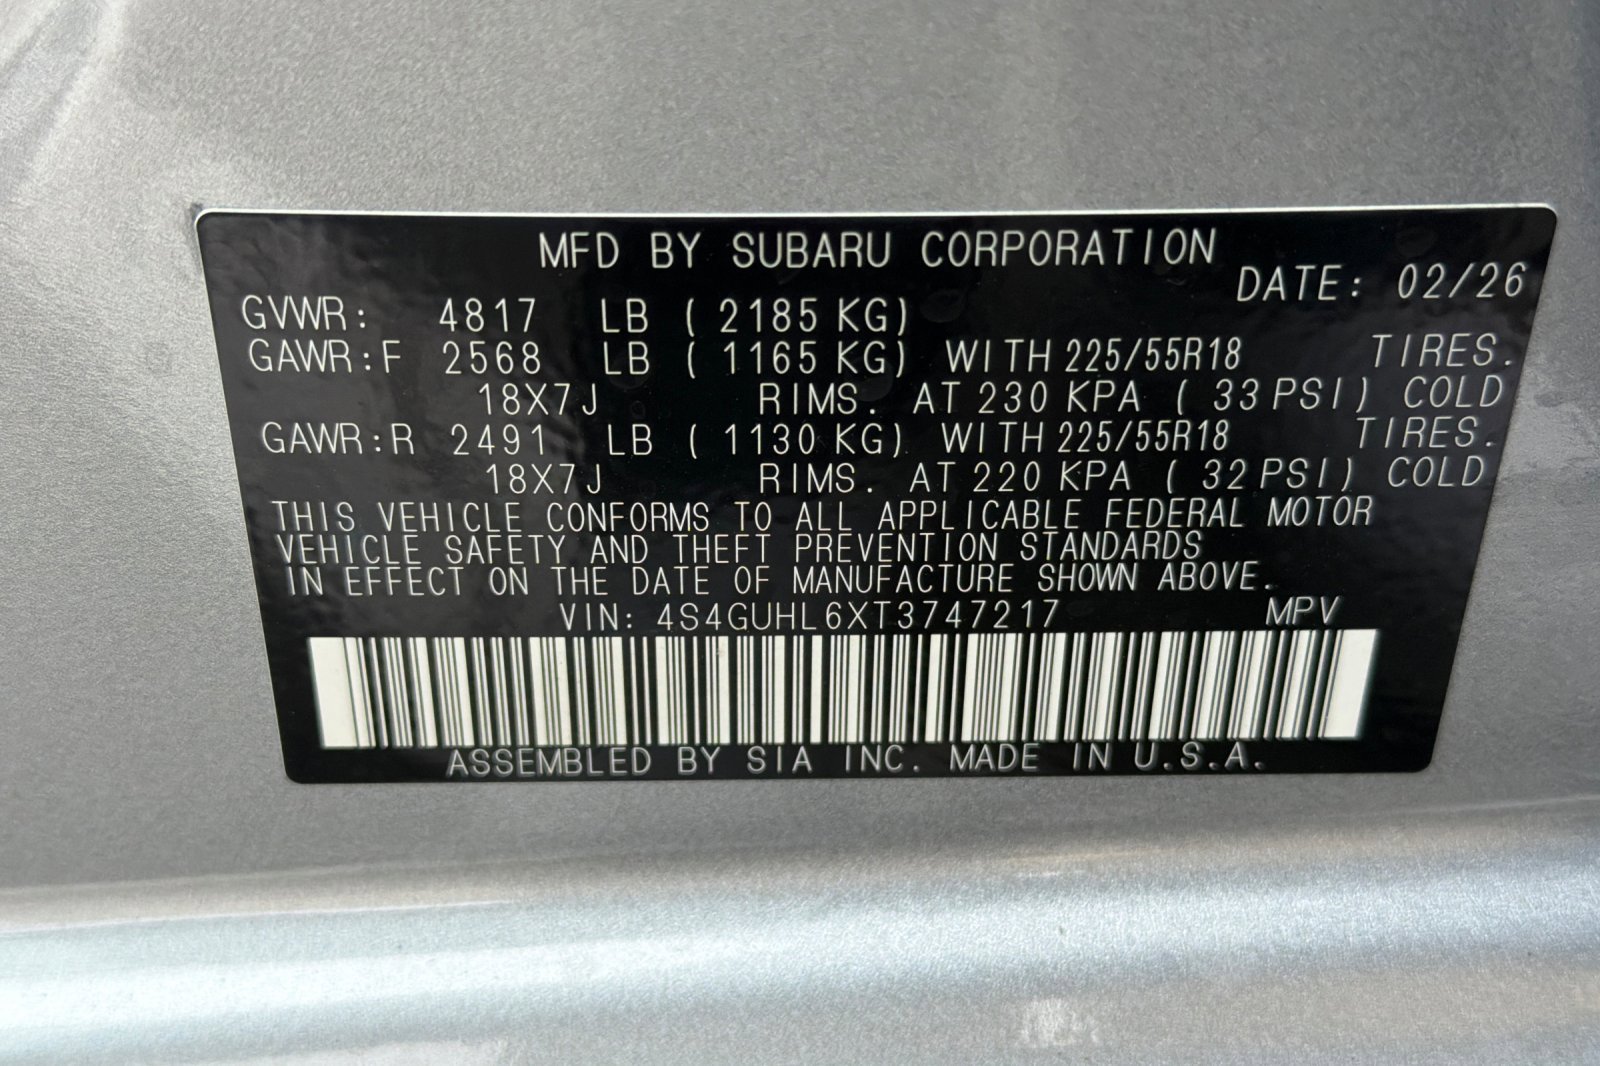 MFD BY SUBARU CORPORATION
DATE: 02/26
GVWR: 4817 LB ( 2185 KG)
GAWR:F 2568 LB ( 1165 KG) WITH 225/55R18 TIRES.
18X7J RIMS. AT 230 KPA ( 33 PSI) COLD
GAWR:R 2491 LB ( 1130 KG) WITH 225/55R18 TIRES.
18X7J RIMS. AT 220 KPA ( 32 PSI) COLD
THIS VEHICLE CONFORMS TO ALL APPLICABLE FEDERAL MOTOR
VEHICLE SAFETY AND THEFT PREVENTION STANDARDS
IN EFFECT ON THE DATE OF MANUFACTURE SHOWN ABOVE.
VIN: 4S4GUHL6XT3747217 MPV
ASSEMBLED BY SIA INC. MADE IN U.S.A.